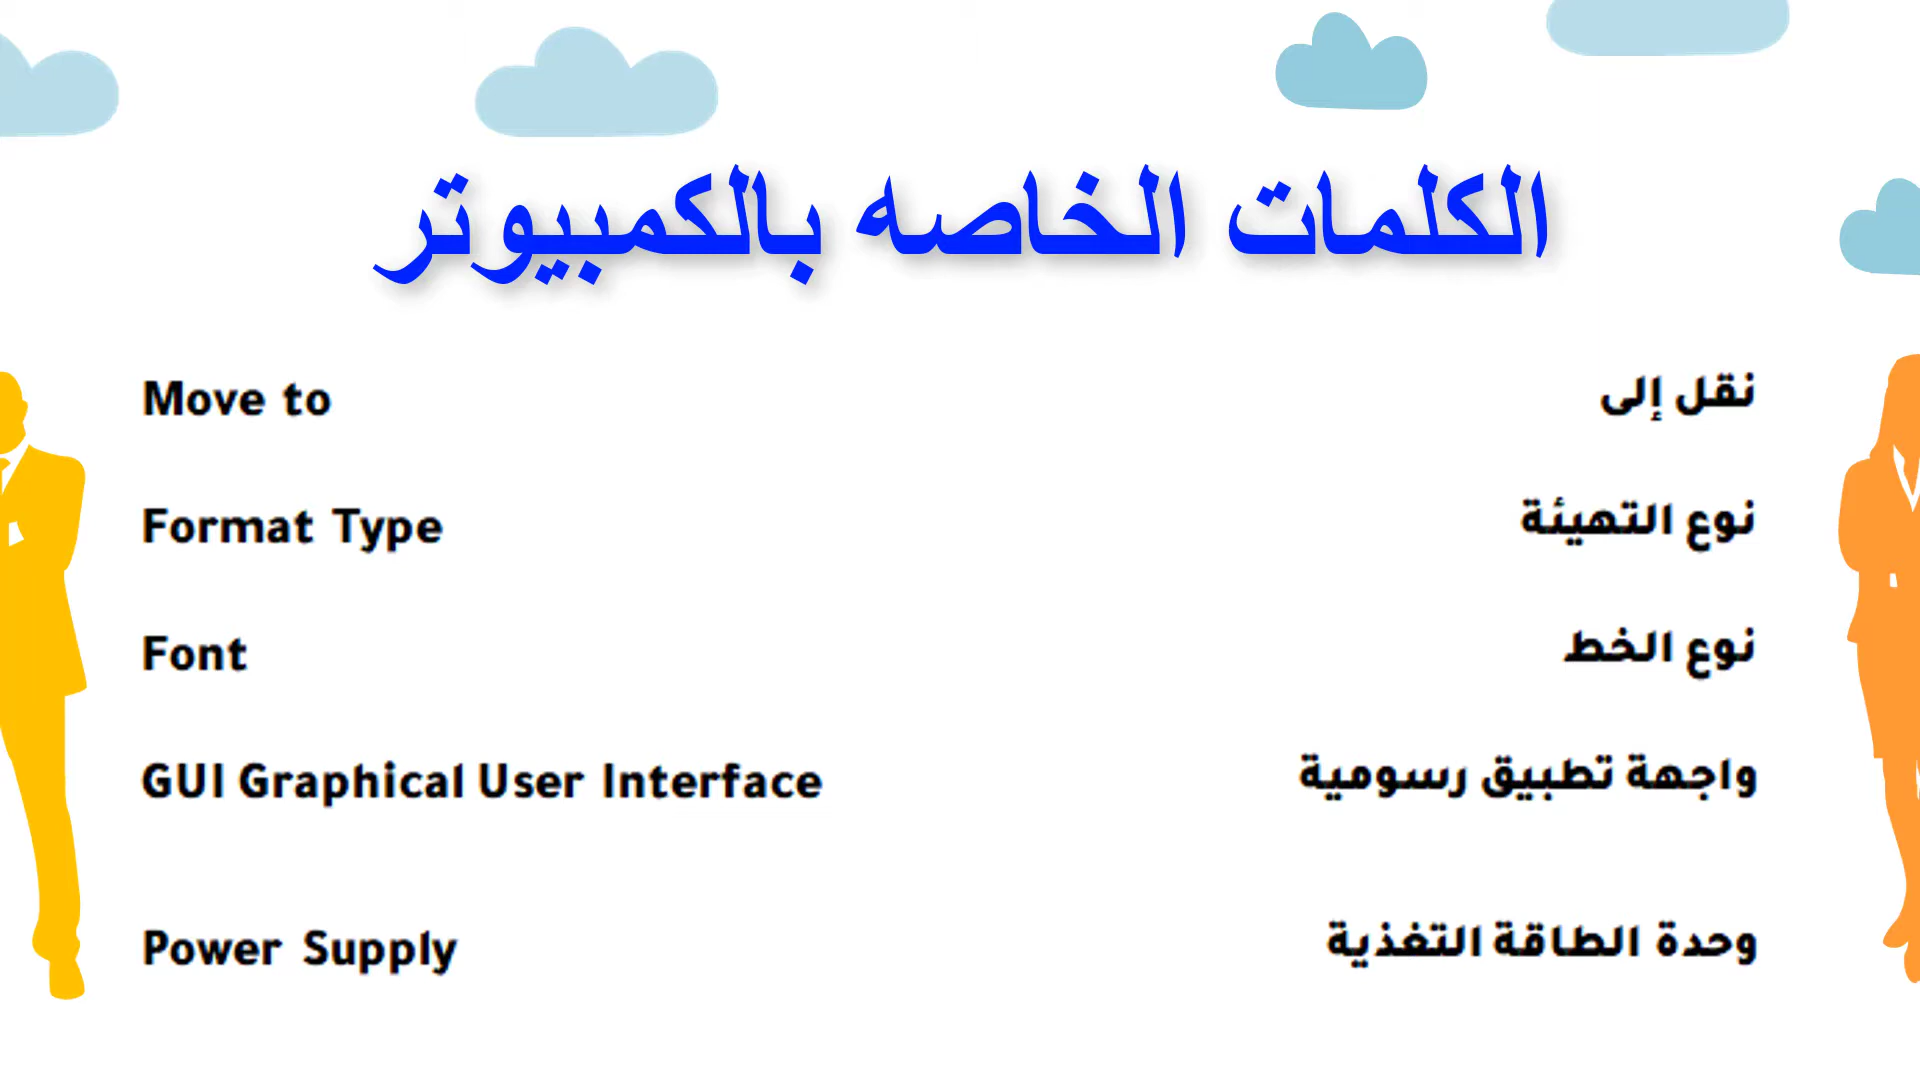 الكلمات الخاصه بالكمبيوتر
Move to نقل إلى
Format Type نوع التهيئة
Font نوع الخط
GUI Graphical User Interface واجهة تطبيق رسومية
Power Supply وحدة الطاقة التغذية